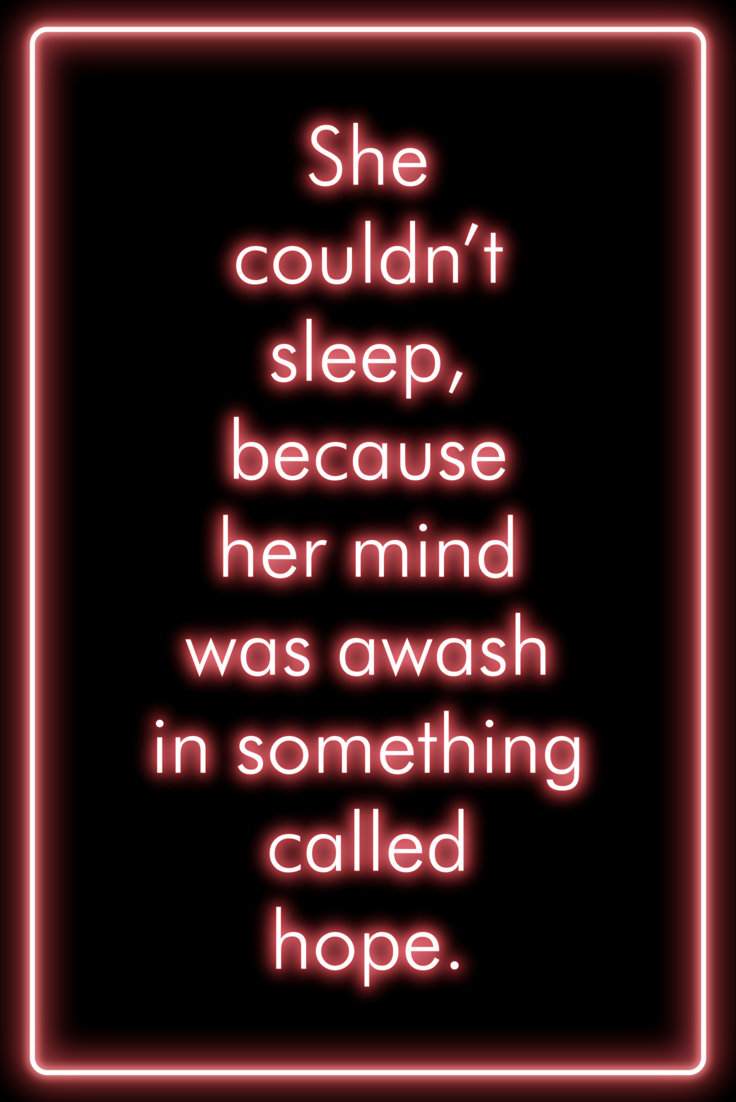 She
couldn’t
sleep,
because
her mind
was awash
in something
called
hope.